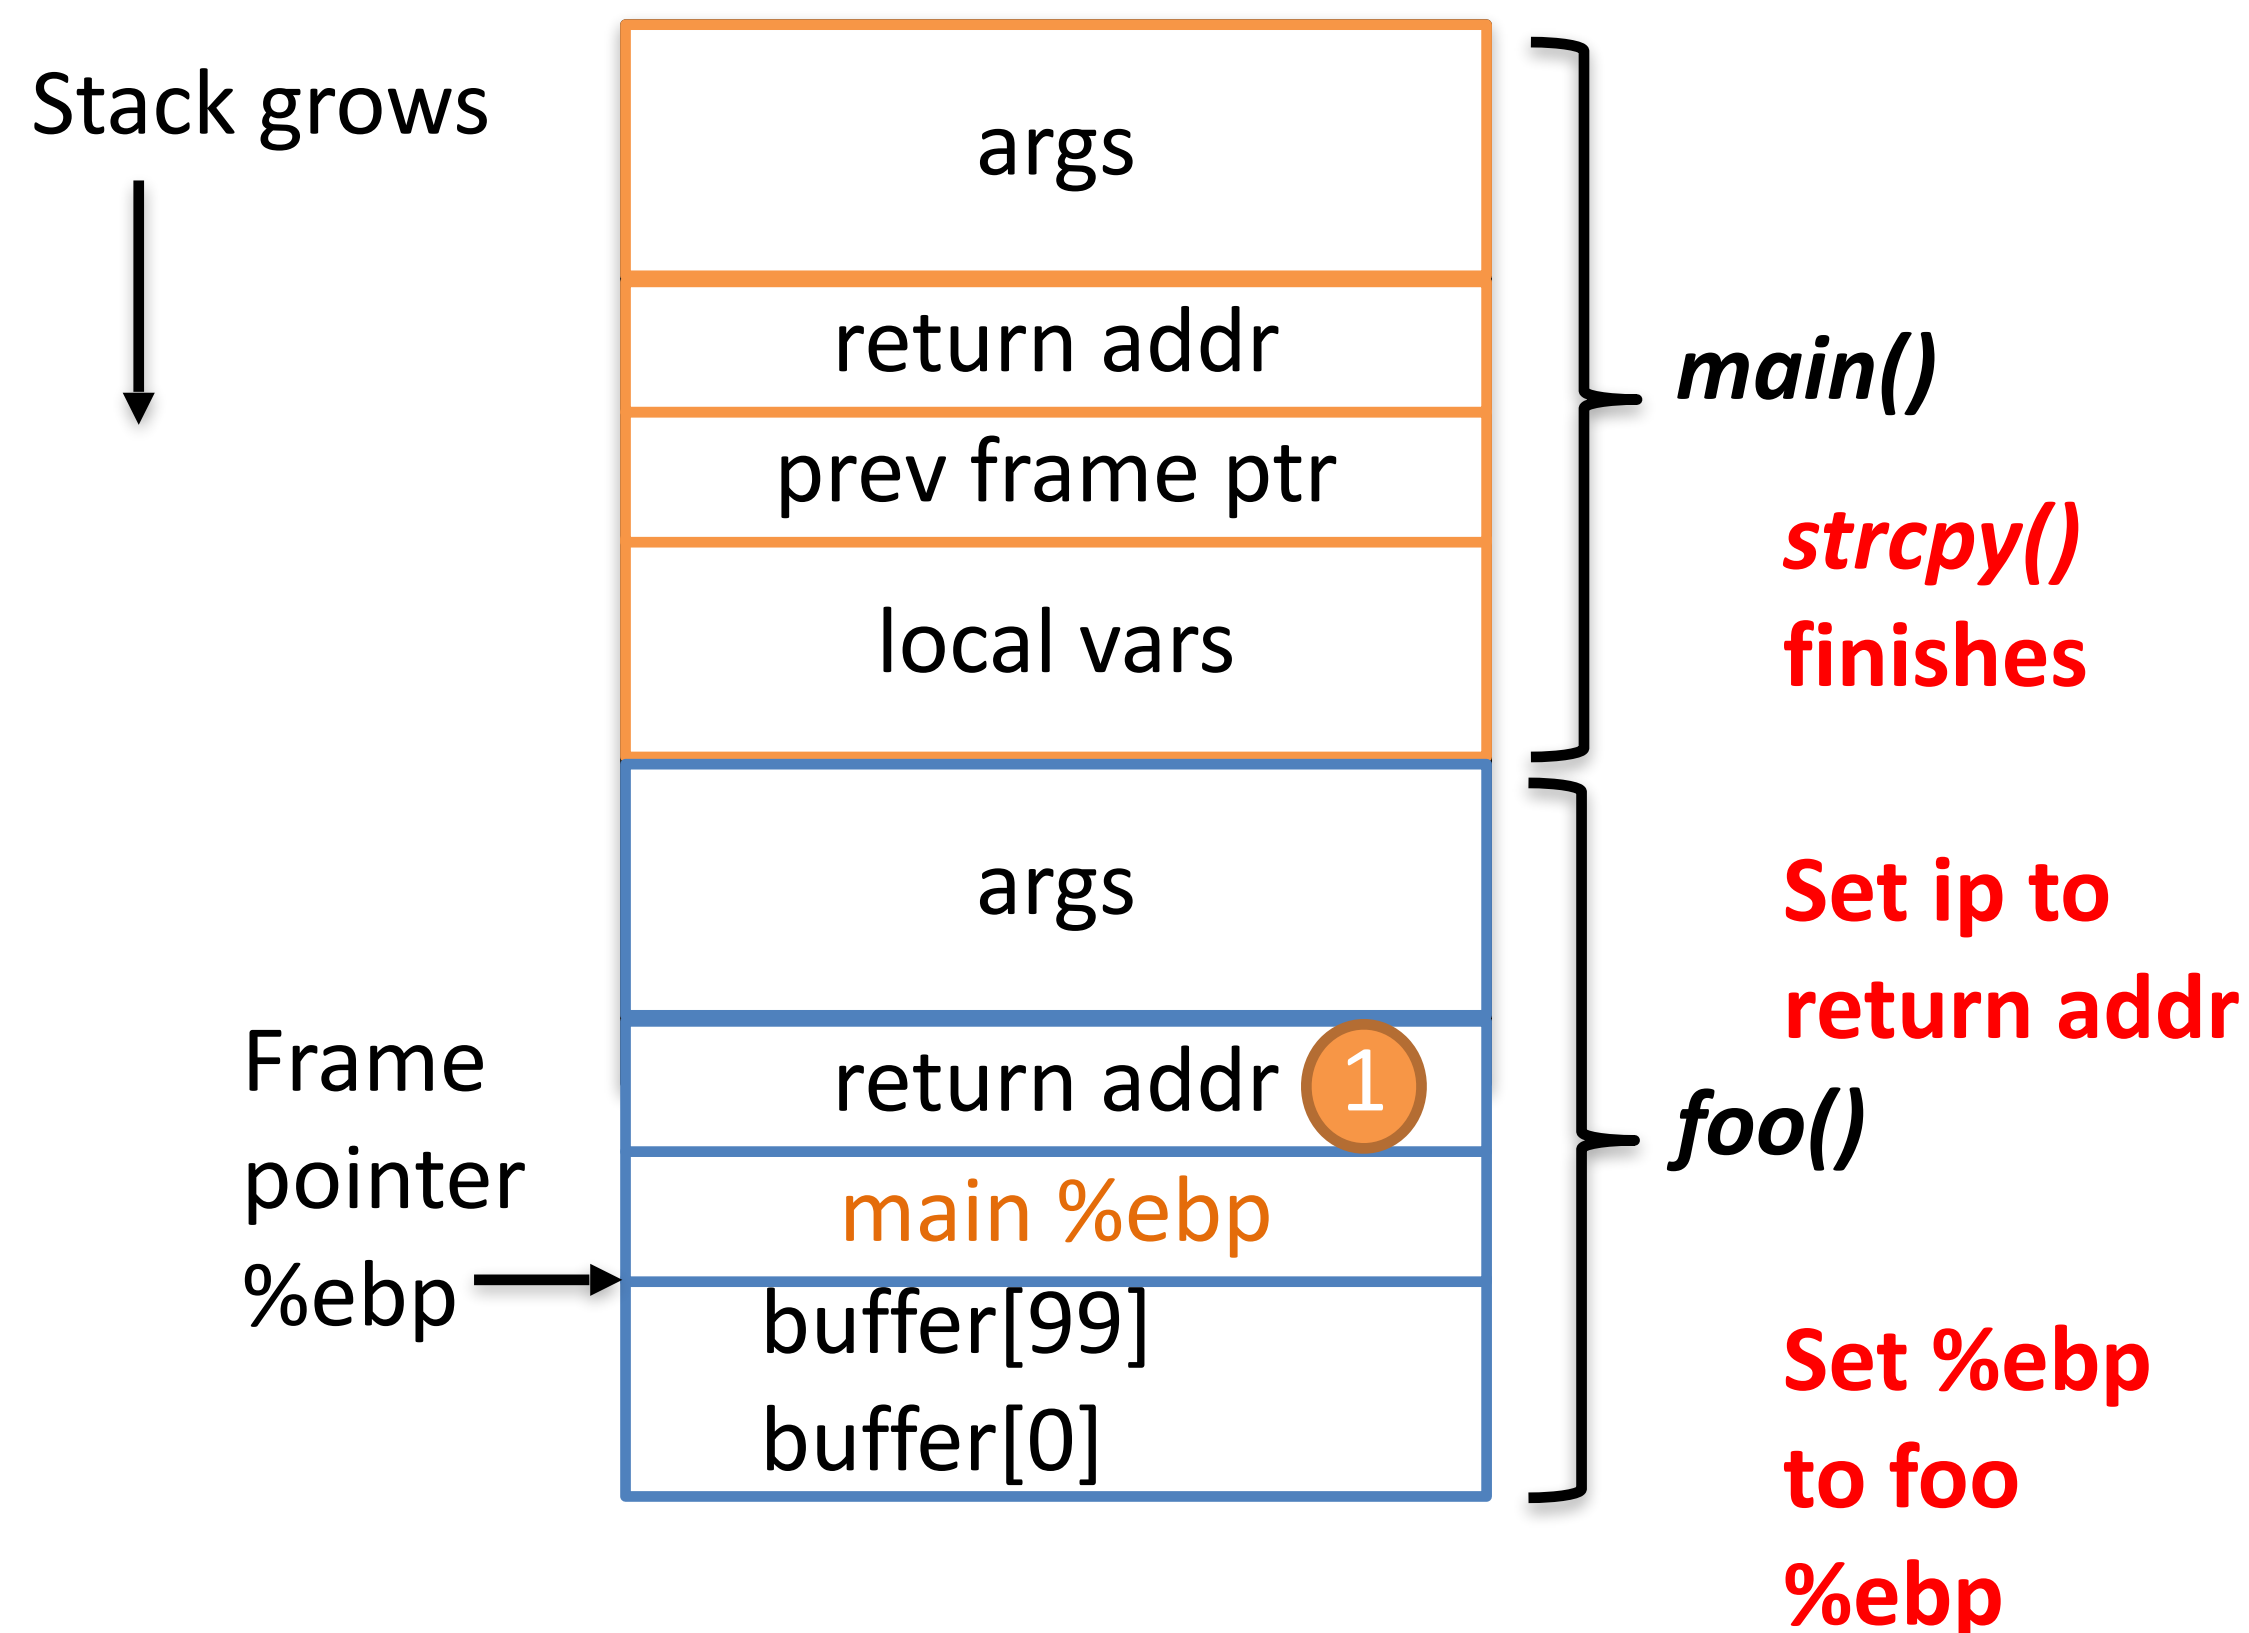 Stack grows
args
return addr
prev frame ptr
local vars
main()
strcpy()
finishes
args
return addr 1
main %ebp
buffer[99]
buffer[0]
Frame
pointer
%ebp
Set ip to
return addr
foo()
Set %ebp
to foo
%ebp